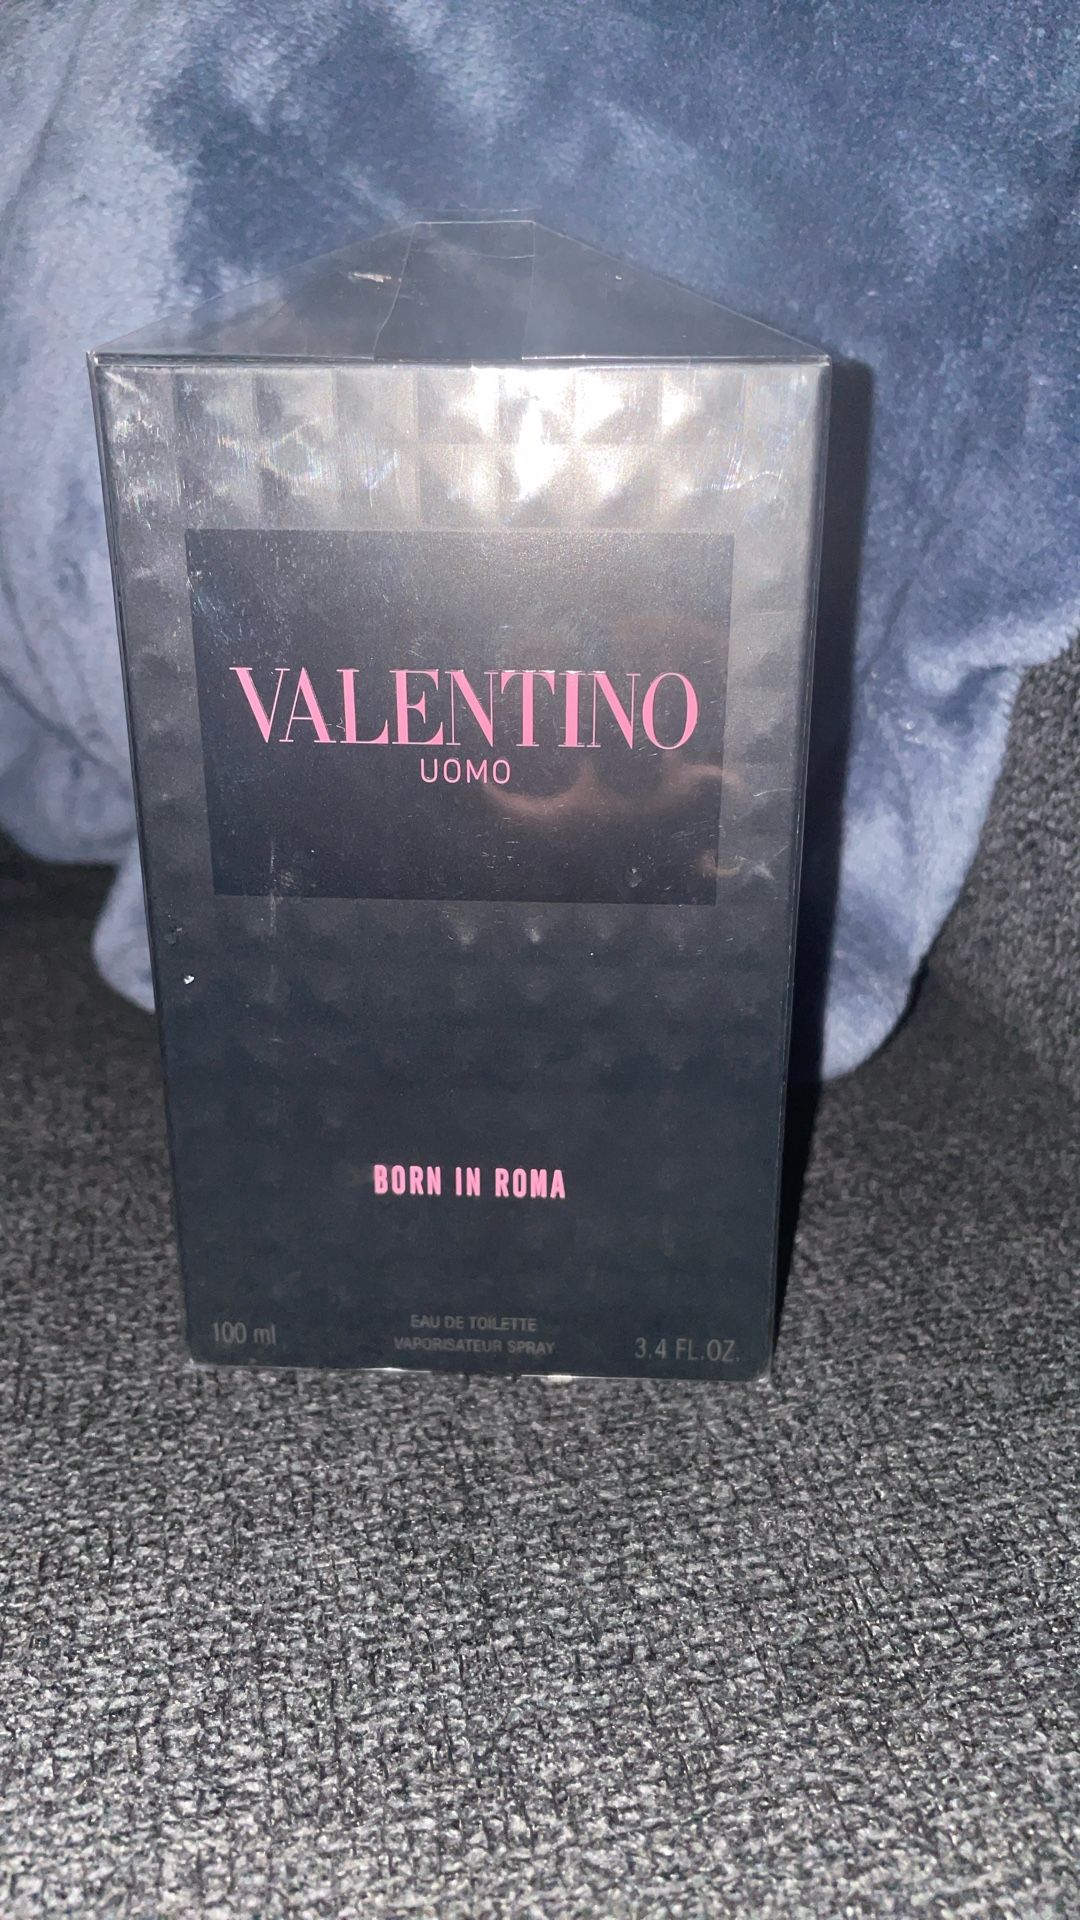 VALENTINO
UOMO
BORN IN ROMA
EAU DE TOILETTE
VAPORISATEUR SPRAY
100 ml
3.4 FL.OZ.